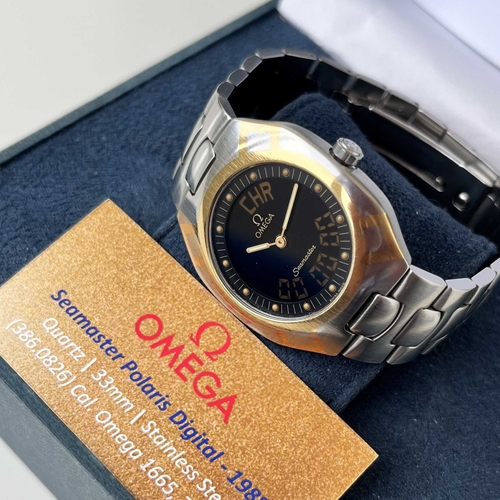 CHR
Ω
OMEGA
Seamaster
Ω
OMEGA
Seamaster Polaris Digital - 198
Quartz | 33mm | Stainless Ste
[386.0826] Cal. Omega 1665,